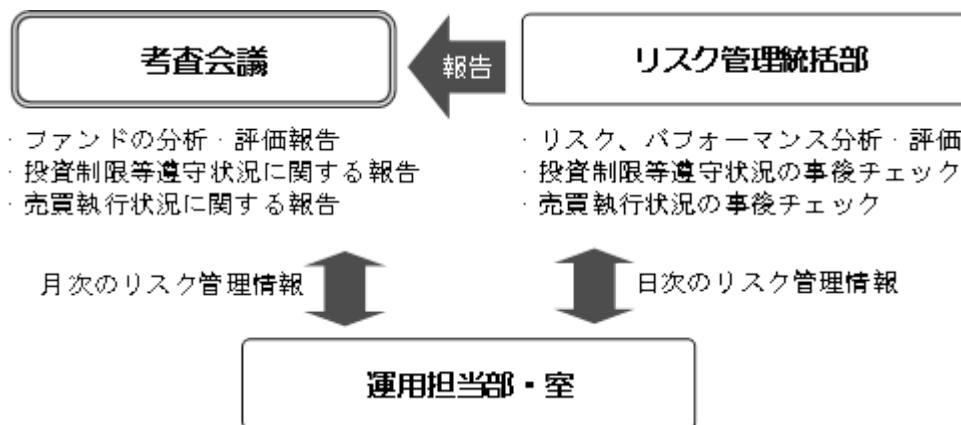 考査会議
報告
リスク管理統括部
・ファンドの分析・評価報告
・投資制限等遵守状況に関する報告
・売買執行状況に関する報告
・リスク、パフォーマンス分析・評価
・投資制限等遵守状況の事後チェック
・売買執行状況の事後チェック
月次のリスク管理情報
日次のリスク管理情報
運用担当部・室